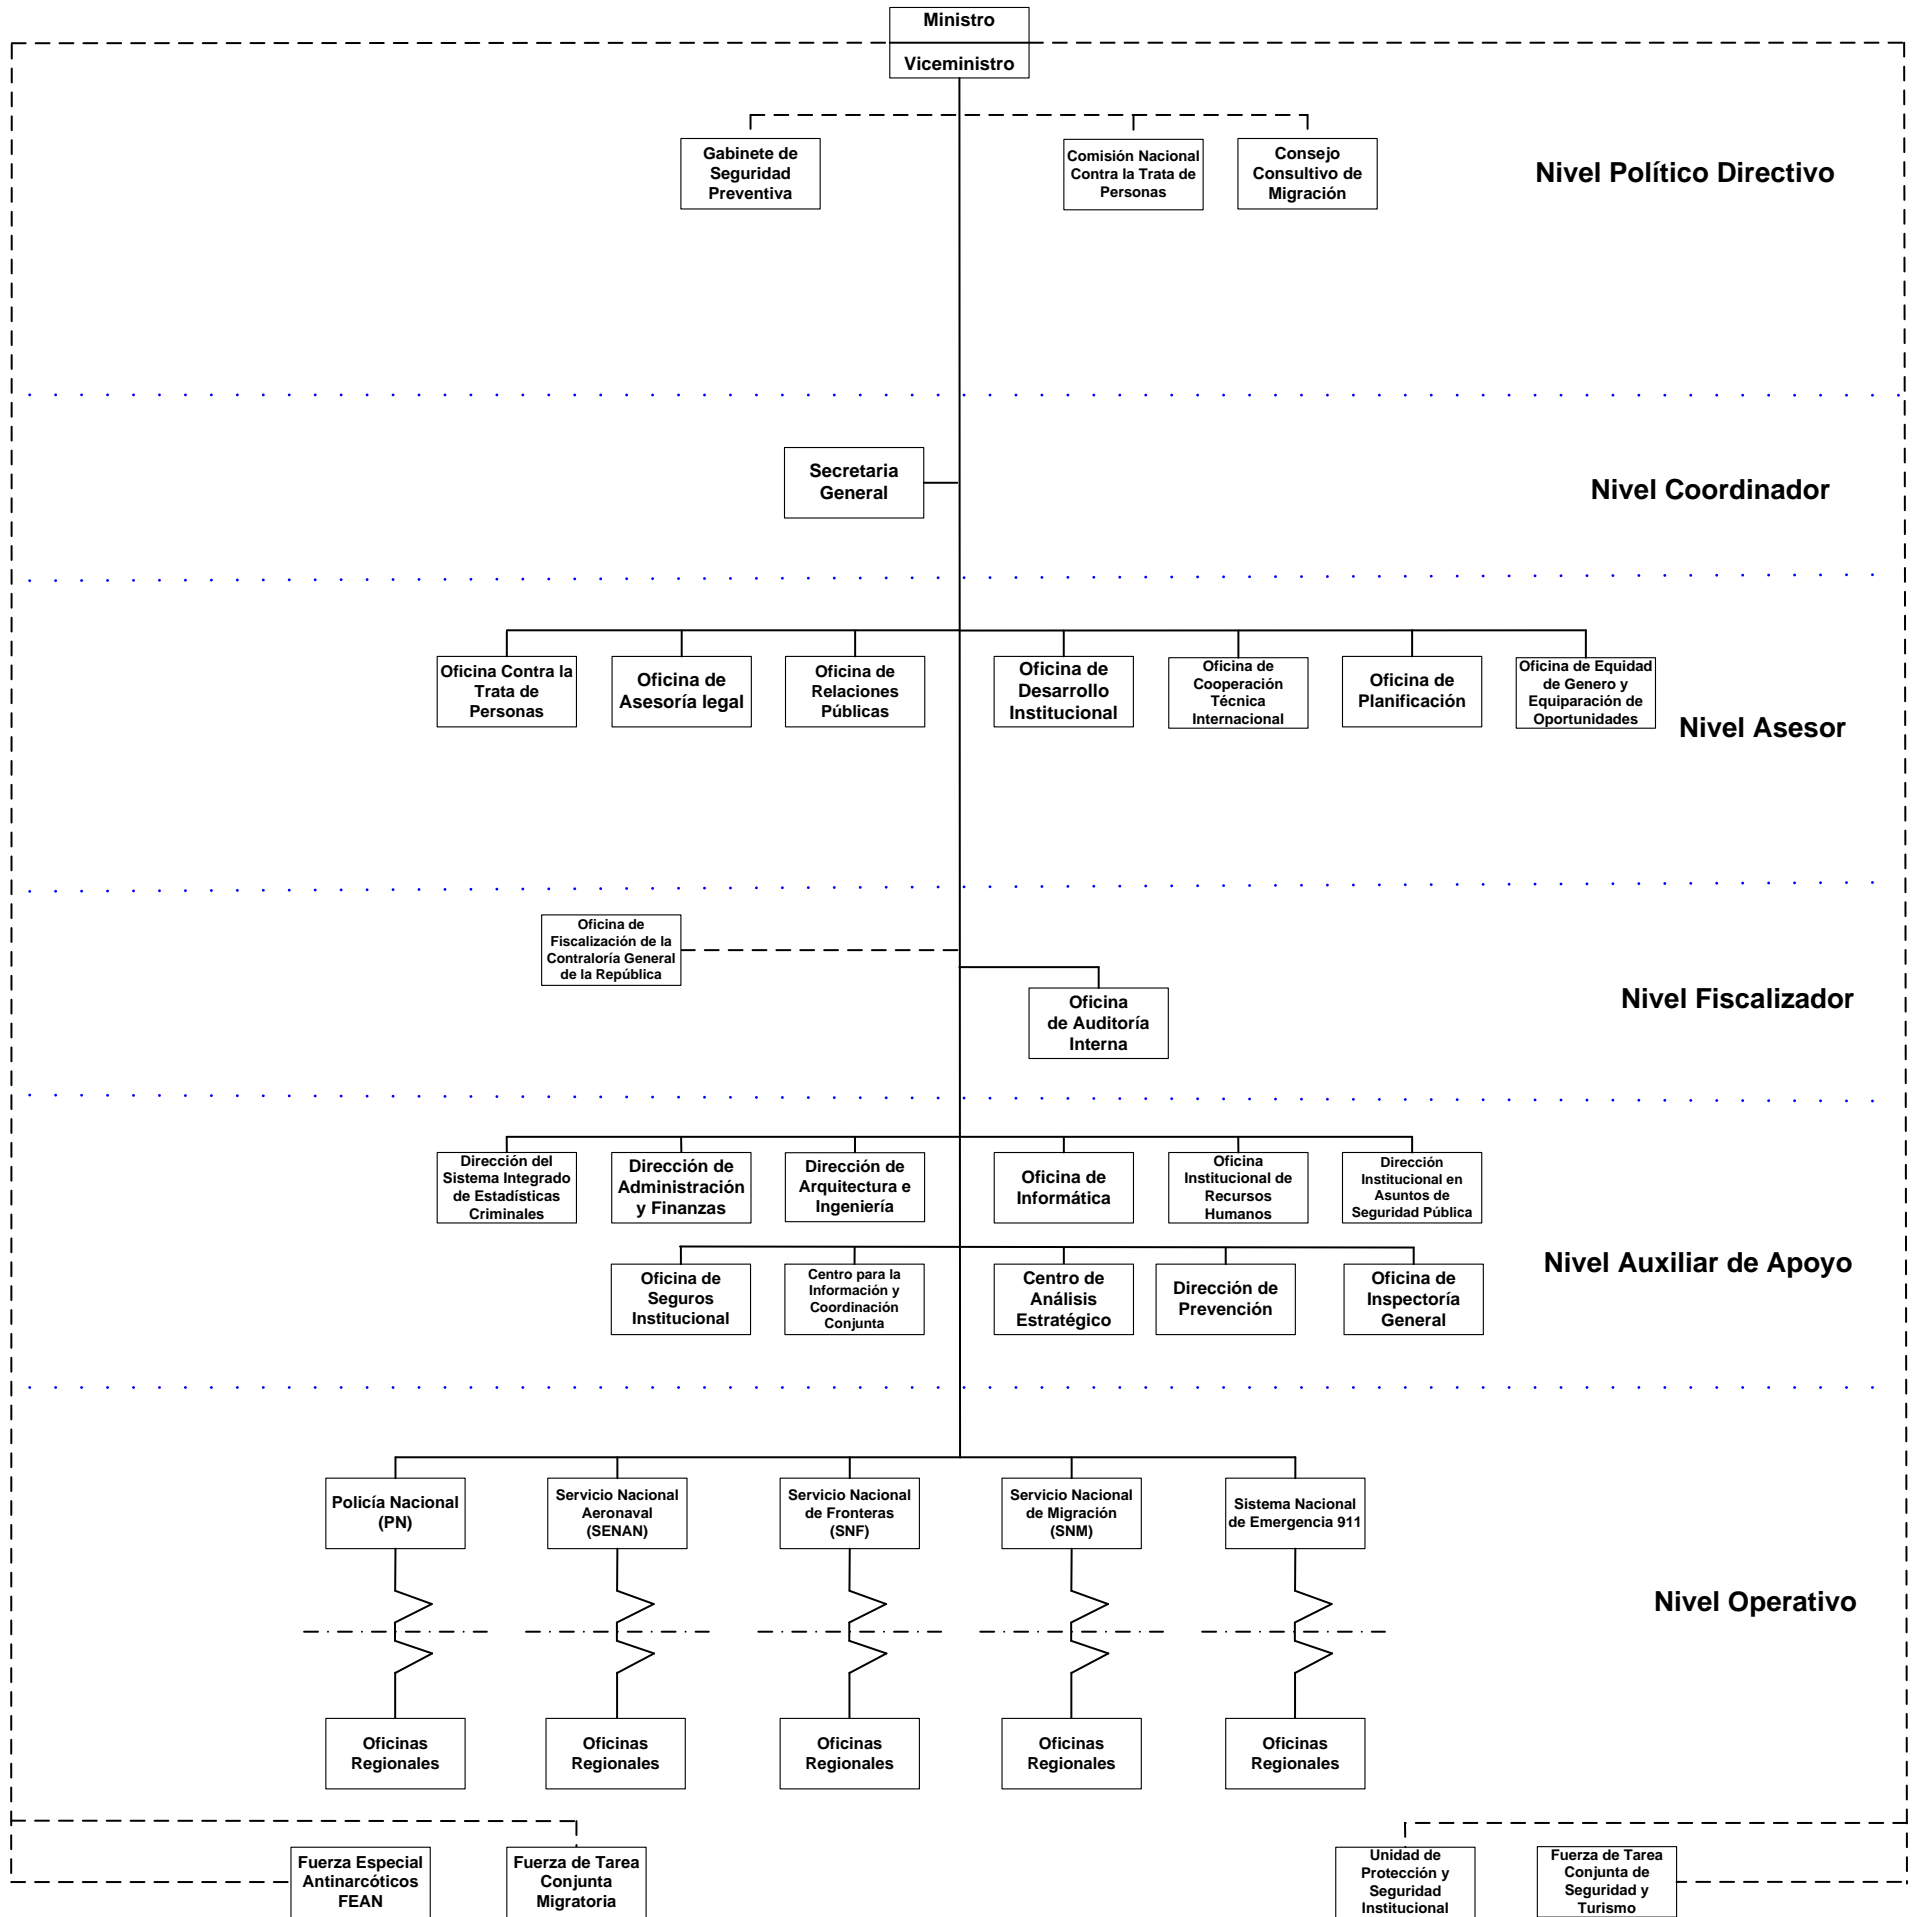 Ministro
Viceministro
Gabinete de
Seguridad
Preventiva
Comisión Nacional
Contra la Trata de
Personas
Consejo
Consultivo de
Migración
Nivel Político Directivo
Secretaria
General
Nivel Coordinador
Oficina Contra la
Trata de
Personas
Oficina de
Asesoría legal
Oficina de
Relaciones
Públicas
Oficina de
Desarrollo
Institucional
Oficina de
Cooperación
Técnica
Internacional
Oficina de
Planificación
Oficina de Equidad
de Genero y
Equiparación de
Oportunidades
Nivel Asesor
Oficina de
Fiscalización de la
Contraloría General
de la República
Oficina
de Auditoría
Interna
Nivel Fiscalizador
Dirección del
Sistema Integrado
de Estadísticas
Criminales
Dirección de
Administración
y Finanzas
Dirección de
Arquitectura e
Ingeniería
Oficina de
Informática
Oficina
Institucional de
Recursos
Humanos
Dirección
Institucional en
Asuntos de
Seguridad Pública
Oficina de
Seguros
Institucional
Centro para la
Información y
Coordinación
Conjunta
Centro de
Análisis
Estratégico
Dirección de
Prevención
Oficina de
Inspectoría
General
Nivel Auxiliar de Apoyo
Policía Nacional
(PN)
Servicio Nacional
Aeronaval
(SENAN)
Servicio Nacional
de Fronteras
(SNF)
Servicio Nacional
de Migración
(SNM)
Sistema Nacional
de Emergencia 911
Nivel Operativo
Oficinas
Regionales
Oficinas
Regionales
Oficinas
Regionales
Oficinas
Regionales
Oficinas
Regionales
Fuerza Especial
Antinarcóticos
FEAN
Fuerza de Tarea
Conjunta
Migratoria
Unidad de
Protección y
Seguridad
Institucional
Fuerza de Tarea
Conjunta de
Seguridad y
Turismo